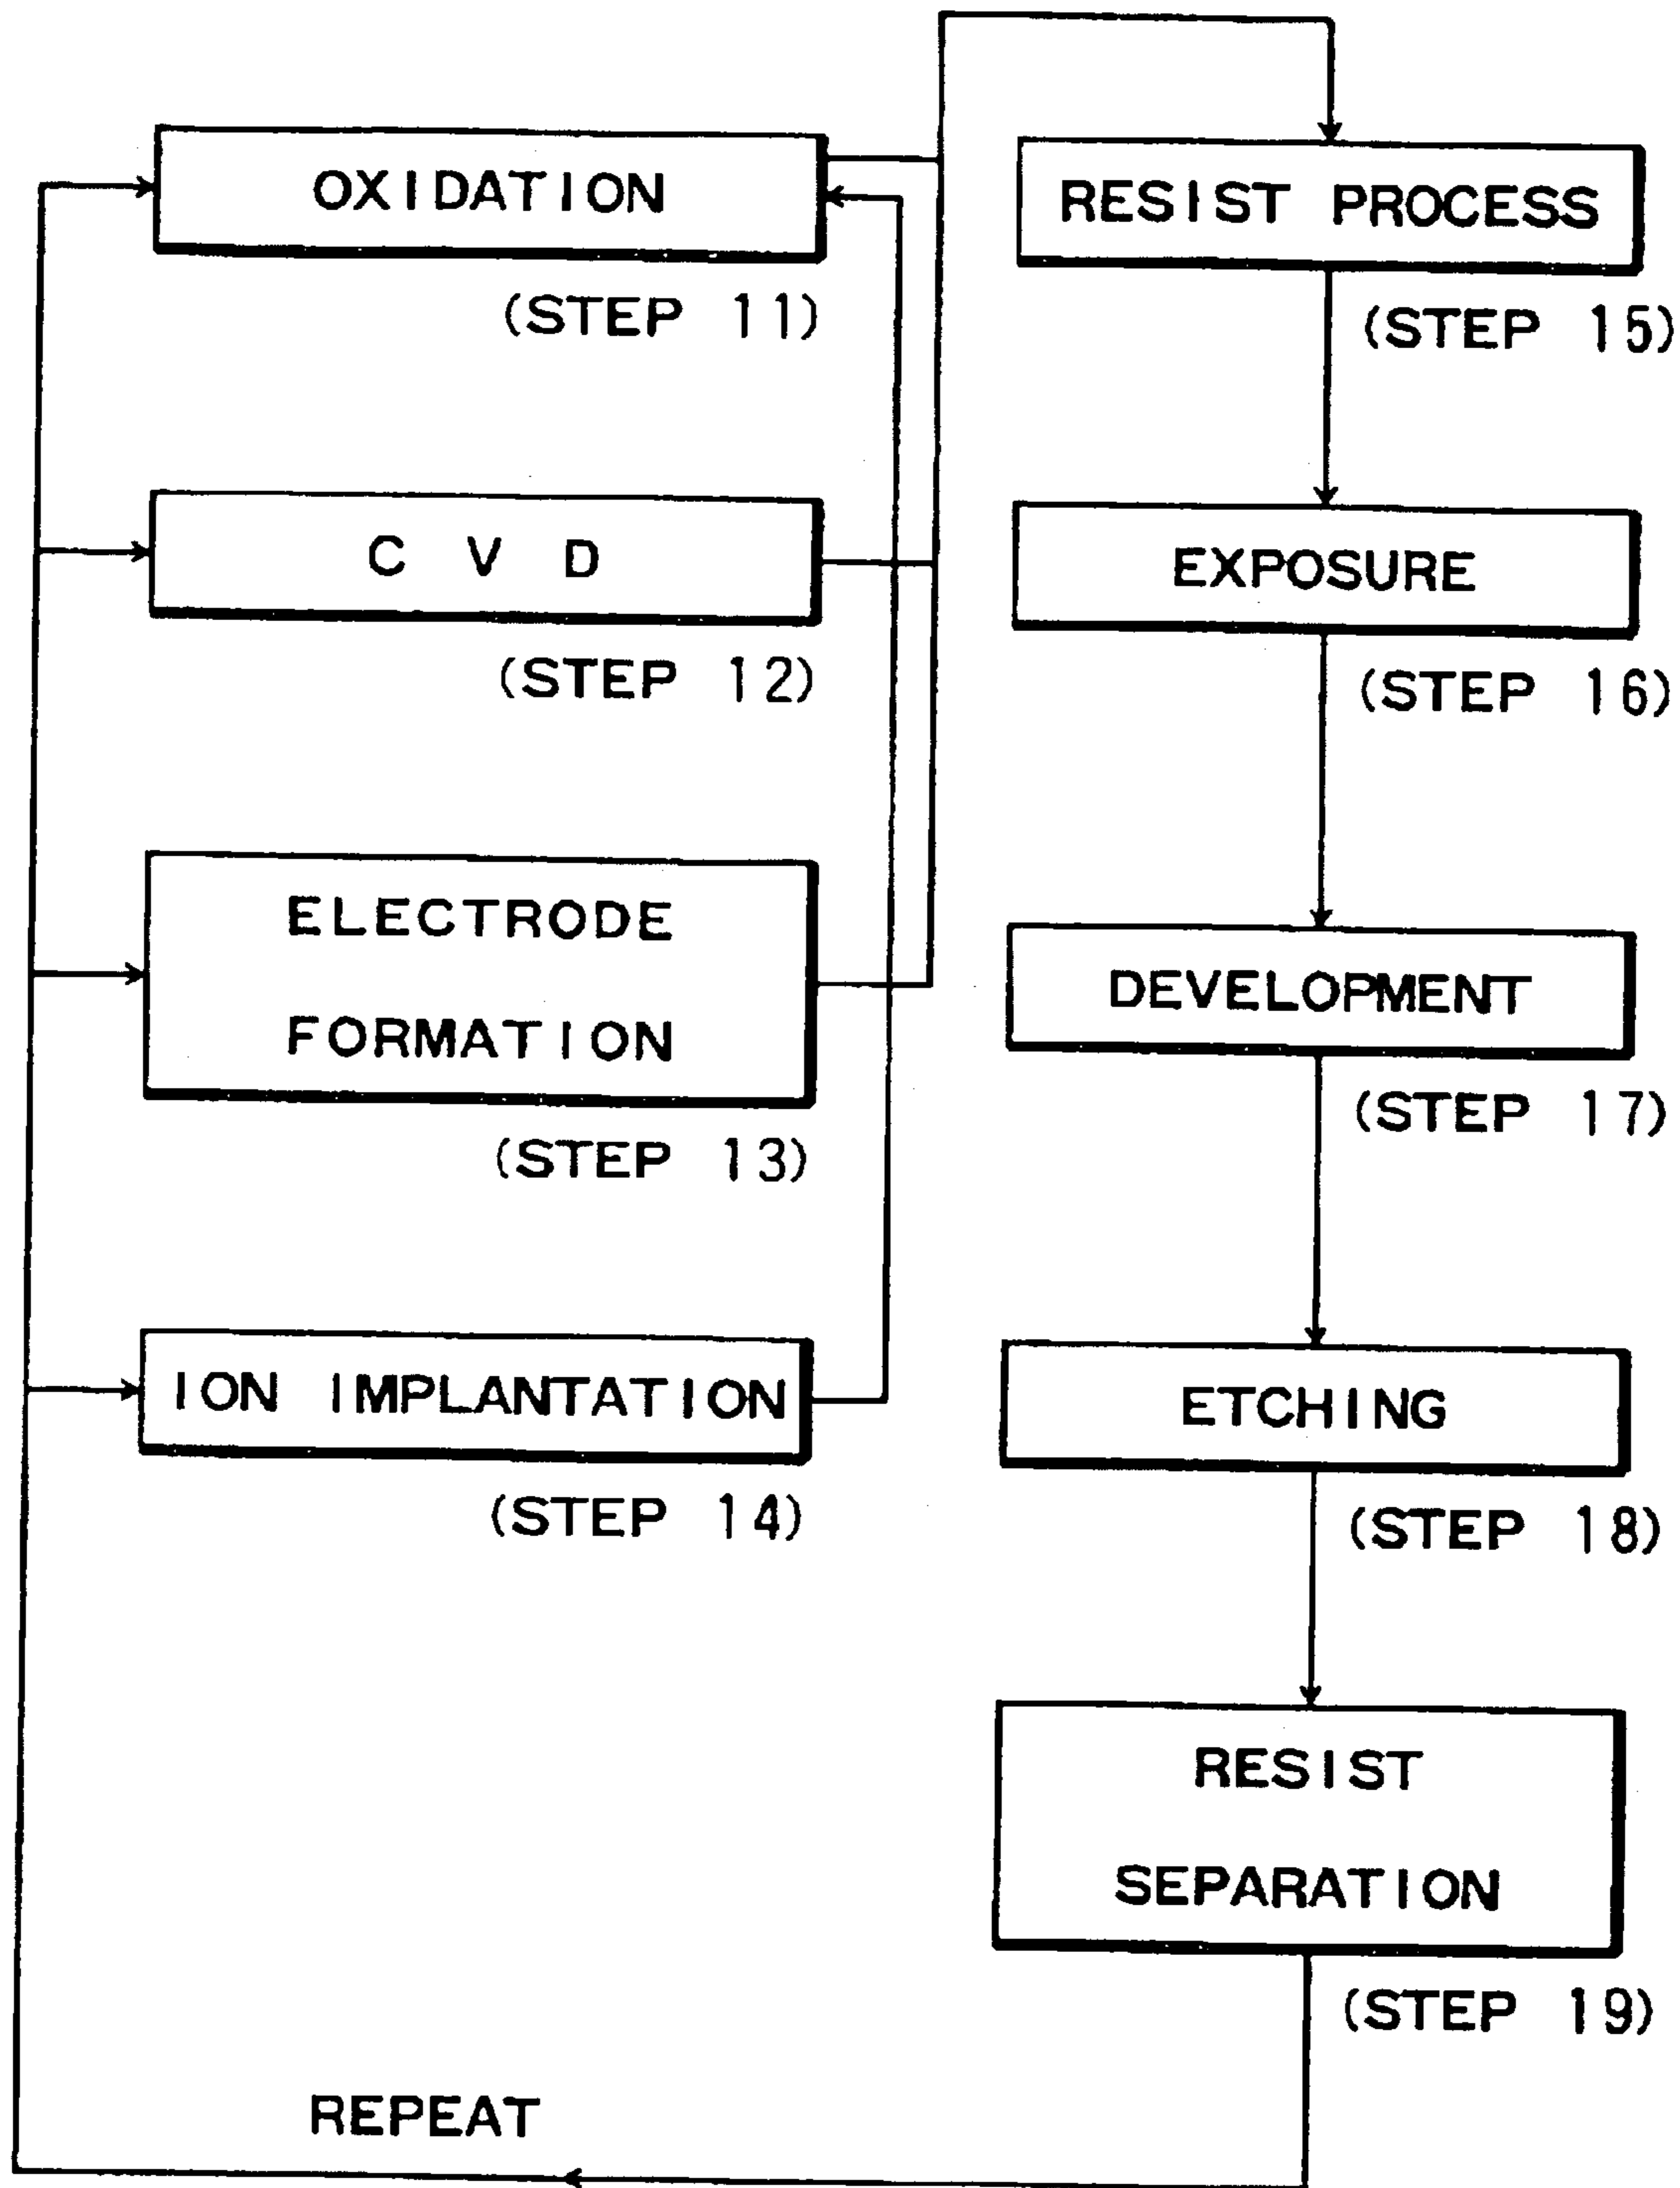 OXIDATION
(STEP 11)
CVD
(STEP 12)
ELECTRODE
FORMATION
(STEP 13)
ION IMPLANTATION
(STEP 14)
RESIST PROCESS
(STEP 15)
EXPOSURE
(STEP 16)
DEVELOPMENT
(STEP 17)
ETCHING
(STEP 18)
RESIST
SEPARATION
(STEP 19)
REPEAT